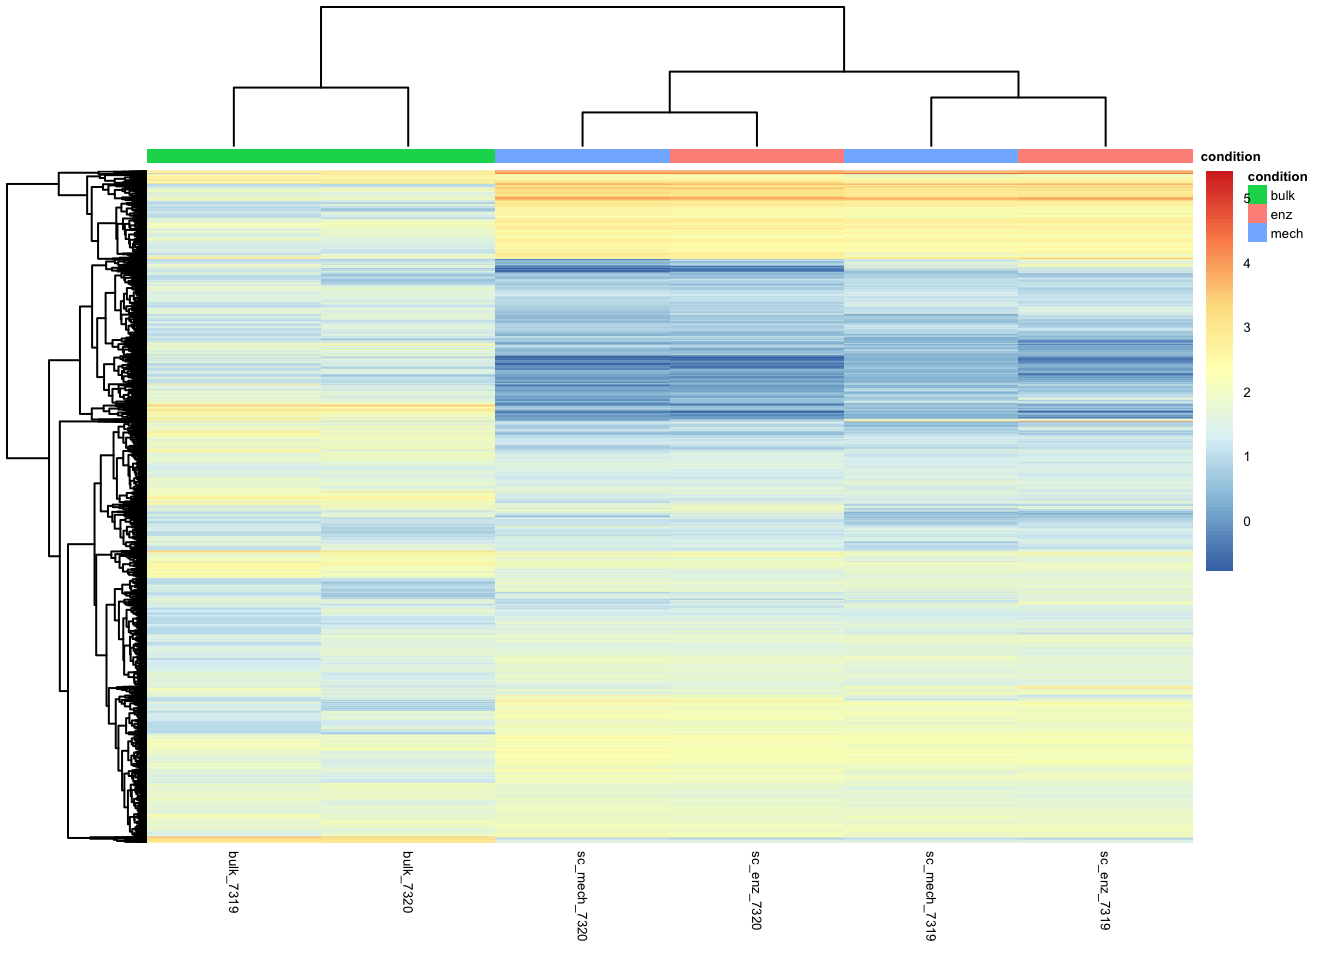 condition
condition
bulk
enz
mech
5
4
3
2
1
0
bulk_7319
bulk_7320
sc_mech_7320
sc_enz_7320
sc_mech_7319
sc_enz_7319